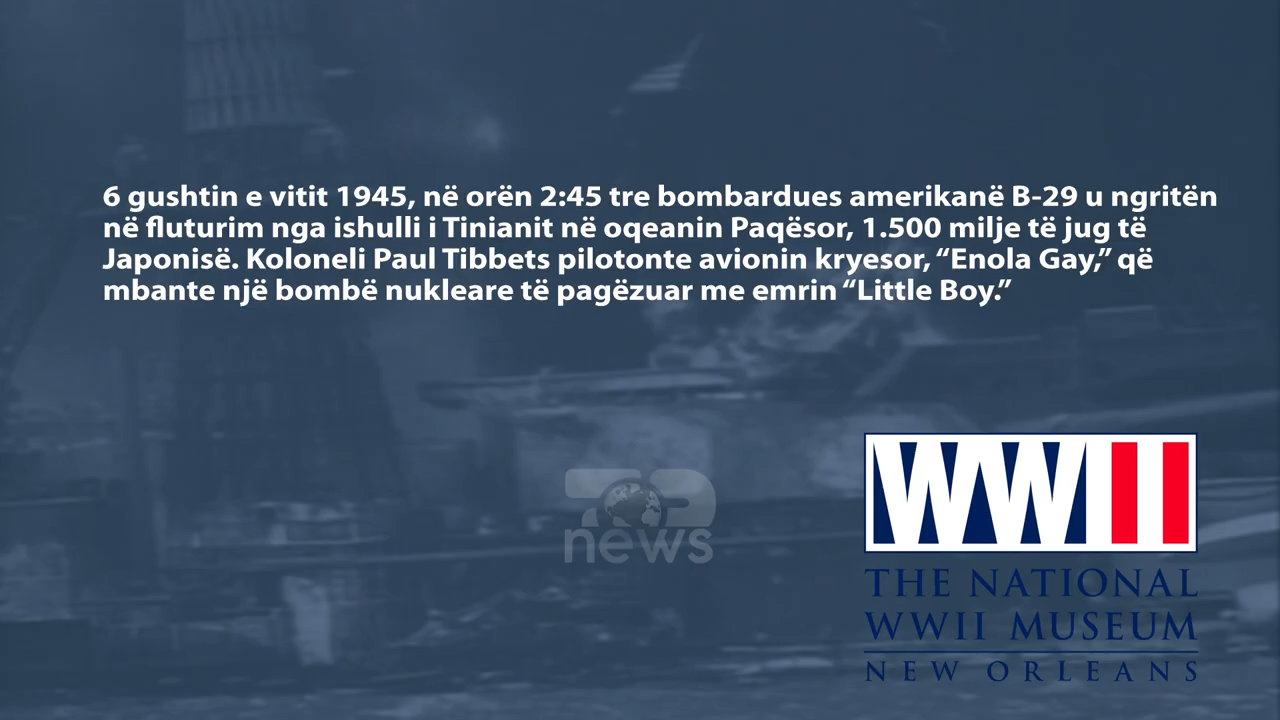 6 gushtin e vitit 1945, në orën 2:45 tre bombardues amerikanë B-29 u ngritën
në fluturim nga ishulli i Tinianit në oqeanin Paqësor, 1.500 milje të jug të
Japonisë. Koloneli Paul Tibbets pilotonte avionin kryesor, “Enola Gay,” që
mbante një bombë nukleare të pagëzuar me emrin “Little Boy.”
news
WWII
THE NATIONAL
WWII MUSEUM
NEW ORLEANS